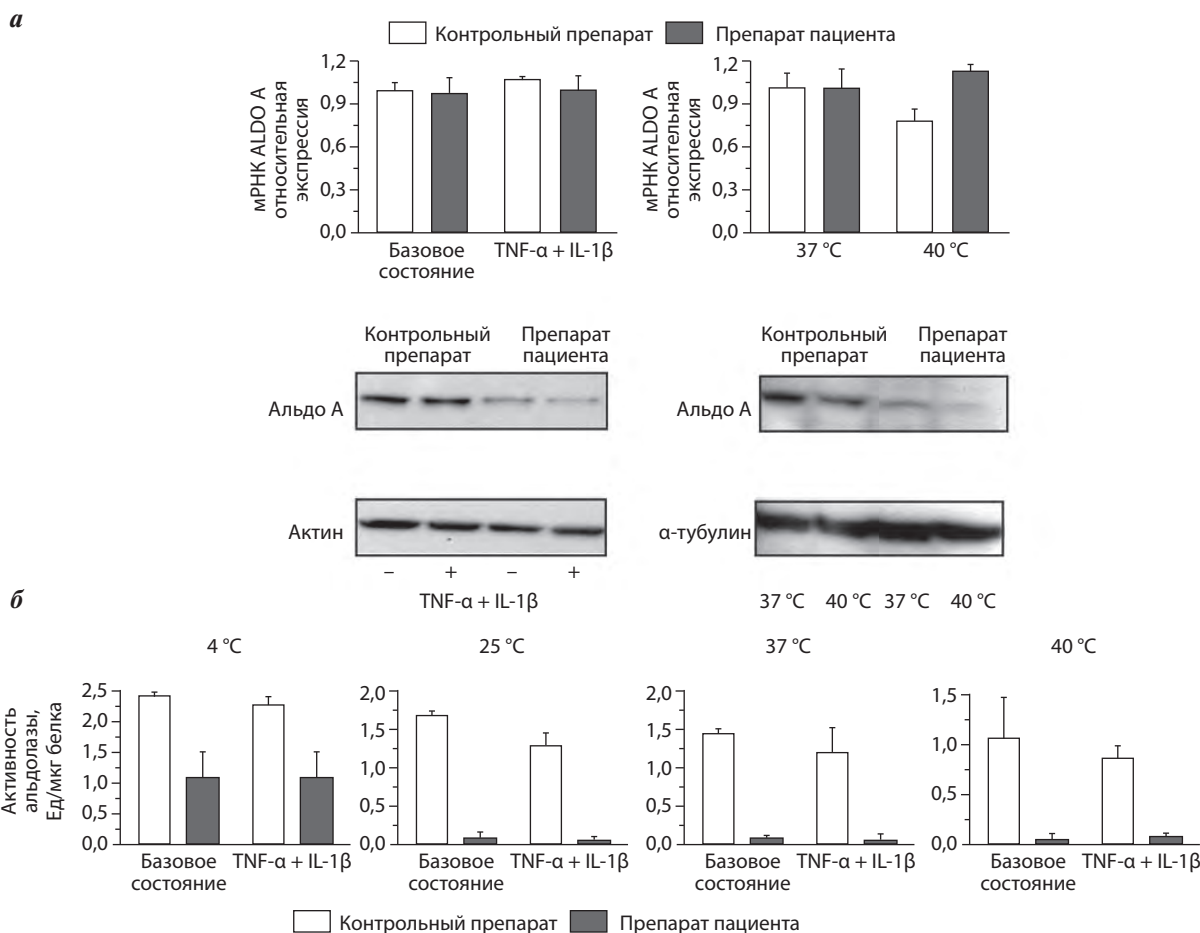 а
Контрольный препарат Препарат пациента
мРНК ALDO A
относительная
экспрессия
1,2
0,9
0,6
0,3
0,0
Базовое
состояние
TNF-α + IL-1β
мРНК ALDO A
относительная
экспрессия
1,2
0,9
0,6
0,3
0,0
37 °C 40 °C
Контрольный
препарат
Препарат
пациента
Альдо А
Актин
– + – +
TNF-α + IL-1β
Контрольный
препарат
Препарат
пациента
Альдо А
α-тубулин
37 °C 40 °C 37 °C 40 °C
б
4 °C 25 °C 37 °C 40 °C
Активность
альдолазы,
Ед/мкг белка
2,5
2,0
1,5
1,0
0,5
0,0
Базовое
состояние
TNF-α + IL-1β
2,0
1,5
1,0
0,5
0,0
Базовое
состояние
TNF-α + IL-1β
2,0
1,5
1,0
0,5
0,0
Базовое
состояние
TNF-α + IL-1β
1,5
1,0
0,5
0,0
Базовое
состояние
TNF-α + IL-1β
Контрольный препарат Препарат пациента